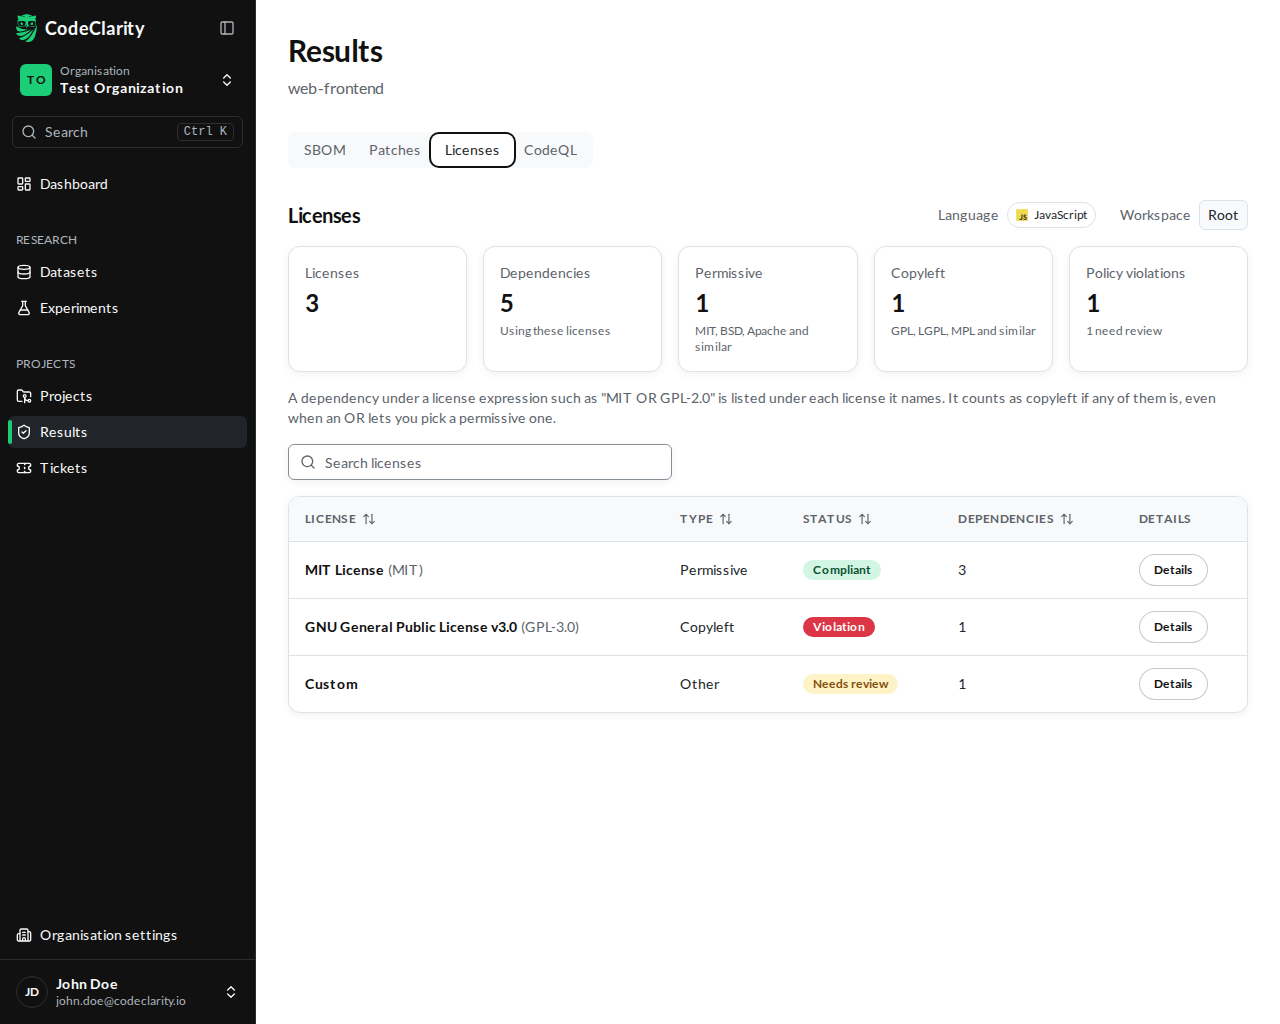 CodeClarity
TO
Organisation
Test Organization
Search
Ctrl K
Dashboard
RESEARCH
Datasets
Experiments
PROJECTS
Projects
Results
Tickets
Organisation settings
JD
John Doe
john.doe@codeclarity.io
Results
web-frontend
SBOM
Patches
Licenses
CodeQL
Licenses
Language
JS
JavaScript
Workspace
Root
Licenses
3
Dependencies
5
Using these licenses
Permissive
1
MIT, BSD, Apache and
similar
Copyleft
1
GPL, LGPL, MPL and similar
Policy violations
1
1 need review
A dependency under a license expression such as "MIT OR GPL-2.0" is listed under each license it names. It counts as copyleft if any of them is, even
when an OR lets you pick a permissive one.
Search licenses
LICENSE TYPE STATUS DEPENDENCIES DETAILS
MIT License (MIT) Permissive Compliant 3 Details
GNU General Public License v3.0 (GPL-3.0) Copyleft Violation 1 Details
Custom Other Needs review 1 Details